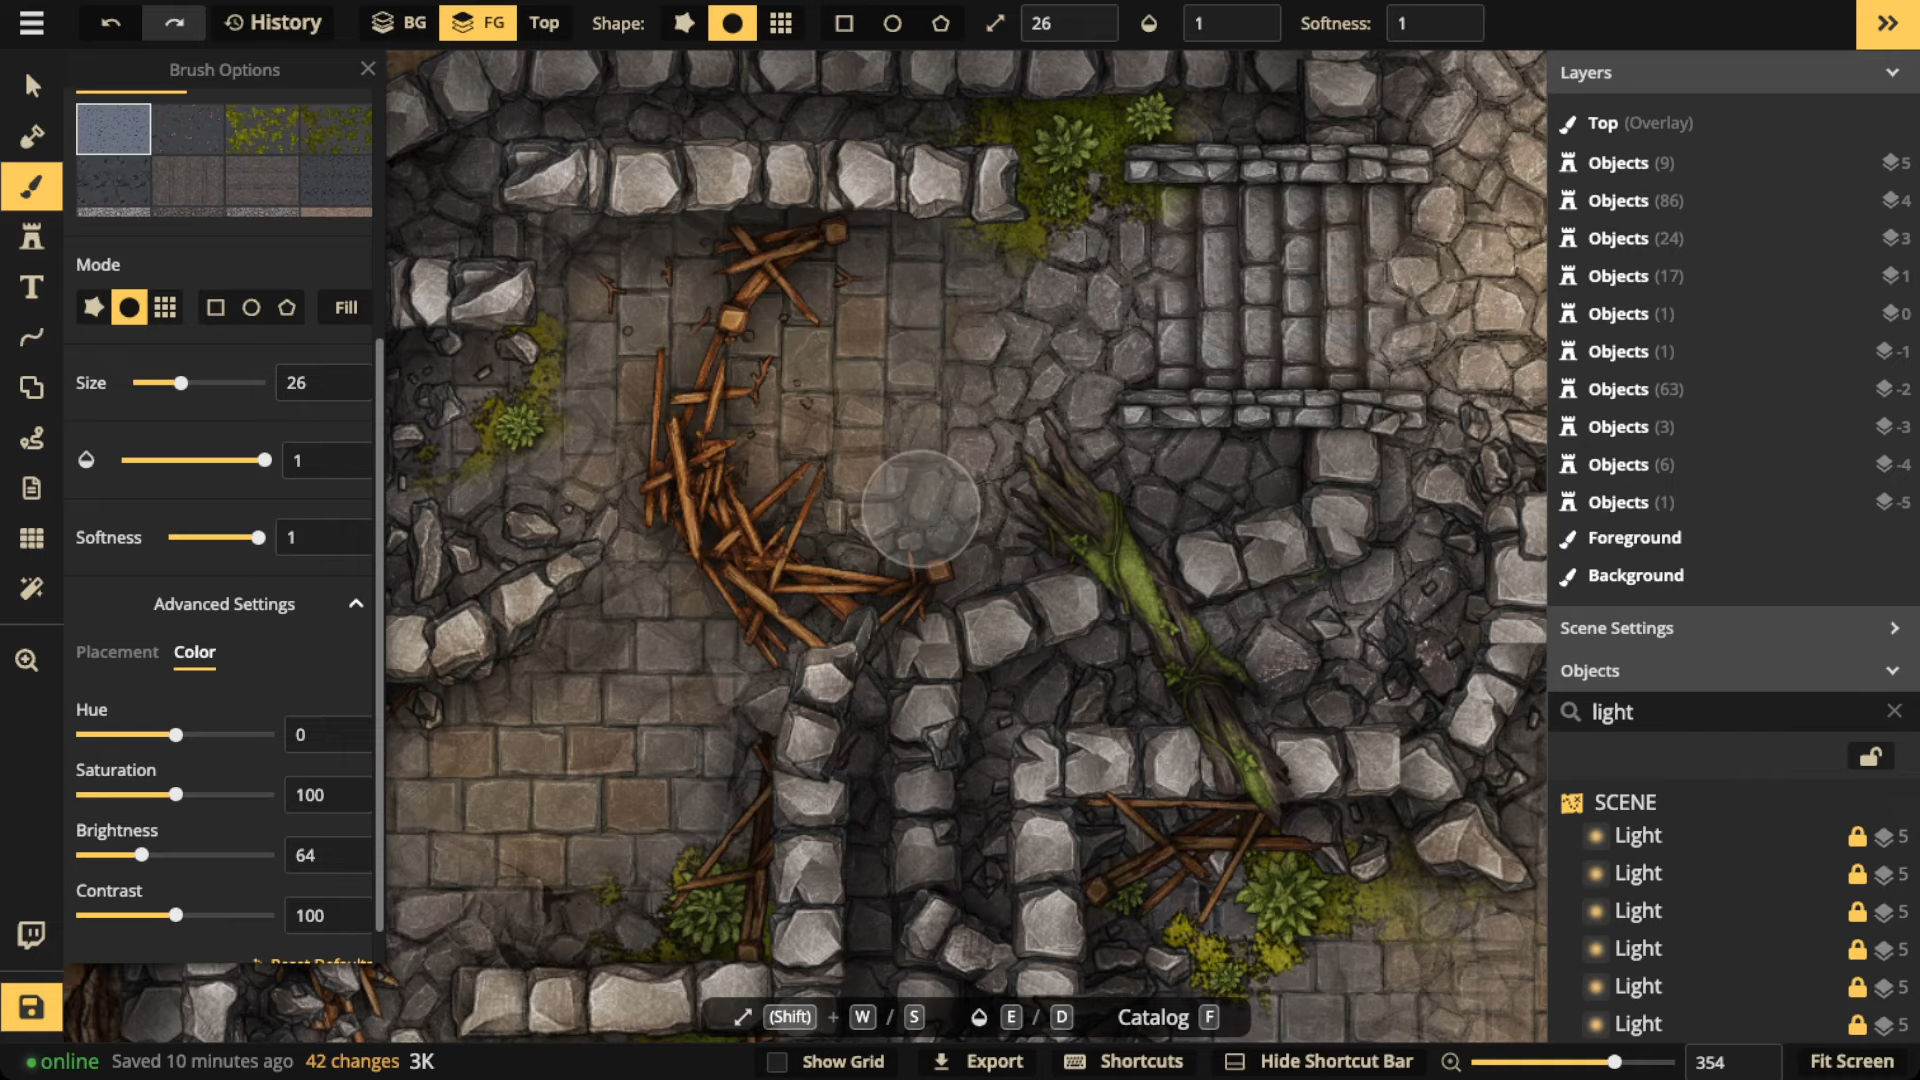 History
BG
FG
Top
Shape:
26
1
Softness:
1
Brush Options
Mode
Fill
Size
26
1
Softness
1
Advanced Settings
Placement
Color
Hue
0
Saturation
100
Brightness
64
Contrast
100
Layers
Top (Overlay)
Objects (9)
5
Objects (86)
4
Objects (24)
3
Objects (17)
1
Objects (1)
0
Objects (1)
-1
Objects (63)
-2
Objects (3)
-3
Objects (6)
-4
Objects (1)
-5
Foreground
Background
Scene Settings
Objects
light
SCENE
Light
5
Light
5
Light
5
Light
5
Light
5
Light
5
(Shift) + W / S
E / D
Catalog F
online
Saved 10 minutes ago
42 changes
3K
Show Grid
Export
Shortcuts
Hide Shortcut Bar
354
Fit Screen